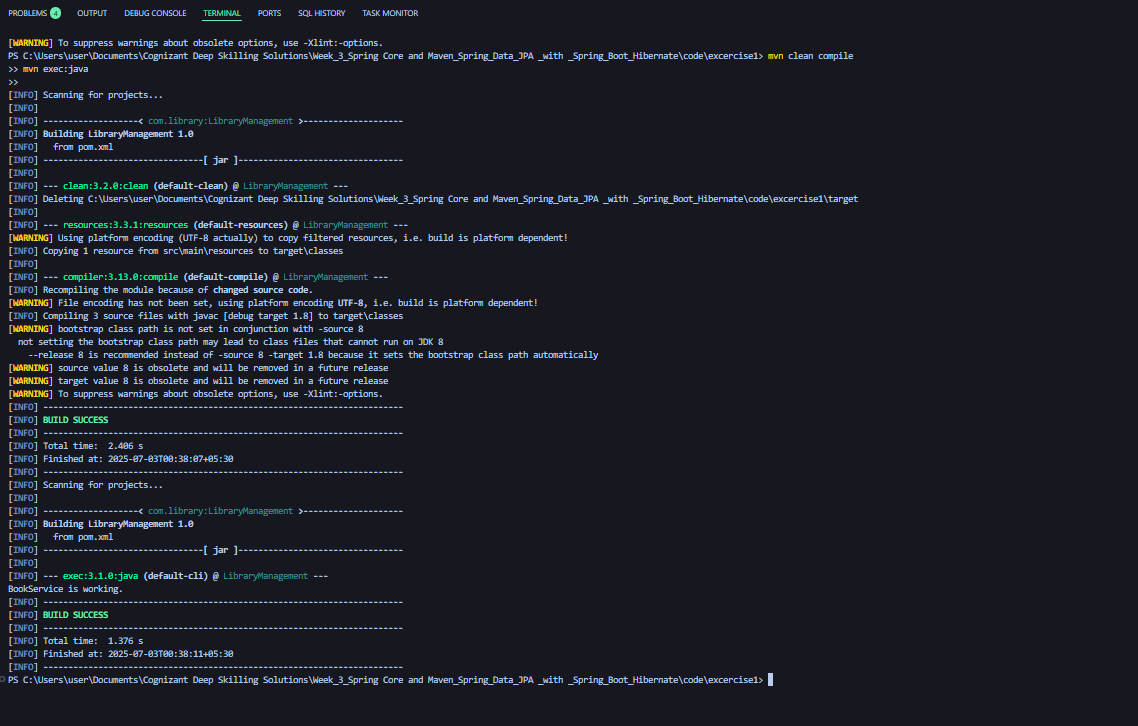 PROBLEMS 4 OUTPUT DEBUG CONSOLE TERMINAL PORTS SQL HISTORY TASK MONITOR
[WARNING] To suppress warnings about obsolete options, use -Xlint:-options.
PS C:\Users\user\Documents\Cognizant Deep Skilling Solutions\Week_3_Spring Core and Maven_Spring_Data_JPA _with _Spring_Boot_Hibernate\code\excercise1> mvn clean compile
>> mvn exec:java
>>
[INFO] Scanning for projects...
[INFO]
[INFO] -------------------< com.library:LibraryManagement >--------------------
[INFO] Building LibraryManagement 1.0
[INFO]   from pom.xml
[INFO] --------------------------------[ jar ]---------------------------------
[INFO]
[INFO] --- clean:3.2.0:clean (default-clean) @ LibraryManagement ---
[INFO] Deleting C:\Users\user\Documents\Cognizant Deep Skilling Solutions\Week_3_Spring Core and Maven_Spring_Data_JPA _with _Spring_Boot_Hibernate\code\excercise1\target
[INFO]
[INFO] --- resources:3.3.1:resources (default-resources) @ LibraryManagement ---
[WARNING] Using platform encoding (UTF-8 actually) to copy filtered resources, i.e. build is platform dependent!
[INFO] Copying 1 resource from src\main\resources to target\classes
[INFO]
[INFO] --- compiler:3.13.0:compile (default-compile) @ LibraryManagement ---
[INFO] Recompiling the module because of changed source code.
[WARNING] File encoding has not been set, using platform encoding UTF-8, i.e. build is platform dependent!
[INFO] Compiling 3 source files with javac [debug target 1.8] to target\classes
[WARNING] bootstrap class path is not set in conjunction with -source 8
  not setting the bootstrap class path may lead to class files that cannot run on JDK 8
    --release 8 is recommended instead of -source 8 -target 1.8 because it sets the bootstrap class path automatically
[WARNING] source value 8 is obsolete and will be removed in a future release
[WARNING] target value 8 is obsolete and will be removed in a future release
[WARNING] To suppress warnings about obsolete options, use -Xlint:-options.
[INFO] ------------------------------------------------------------------------
[INFO] BUILD SUCCESS
[INFO] ------------------------------------------------------------------------
[INFO] Total time:  2.406 s
[INFO] Finished at: 2025-07-03T00:38:07+05:30
[INFO] ------------------------------------------------------------------------
[INFO] Scanning for projects...
[INFO]
[INFO] -------------------< com.library:LibraryManagement >--------------------
[INFO] Building LibraryManagement 1.0
[INFO]   from pom.xml
[INFO] --------------------------------[ jar ]---------------------------------
[INFO]
[INFO] --- exec:3.1.0:java (default-cli) @ LibraryManagement ---
BookService is working.
[INFO] ------------------------------------------------------------------------
[INFO] BUILD SUCCESS
[INFO] ------------------------------------------------------------------------
[INFO] Total time:  1.376 s
[INFO] Finished at: 2025-07-03T00:38:11+05:30
[INFO] ------------------------------------------------------------------------
PS C:\Users\user\Documents\Cognizant Deep Skilling Solutions\Week_3_Spring Core and Maven_Spring_Data_JPA _with _Spring_Boot_Hibernate\code\excercise1>